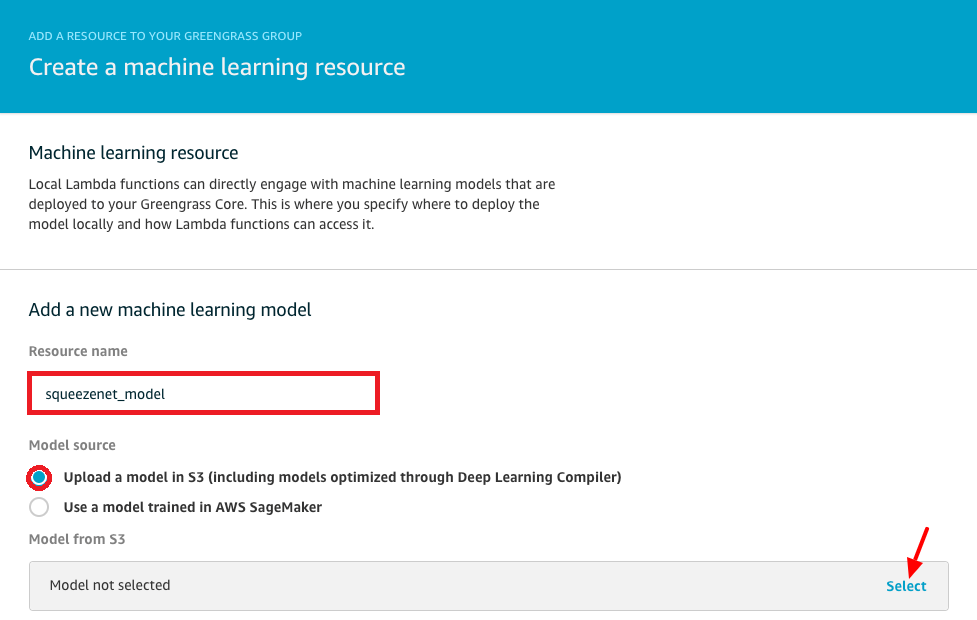 ADD A RESOURCE TO YOUR GREENGRASS GROUP
Create a machine learning resource
Machine learning resource
Local Lambda functions can directly engage with machine learning models that are
deployed to your Greengrass Core. This is where you specify where to deploy the
model locally and how Lambda functions can access it.
Add a new machine learning model
Resource name
squeezenet_model
Model source
Upload a model in S3 (including models optimized through Deep Learning Compiler)
Use a model trained in AWS SageMaker
Model from S3
Model not selected Select